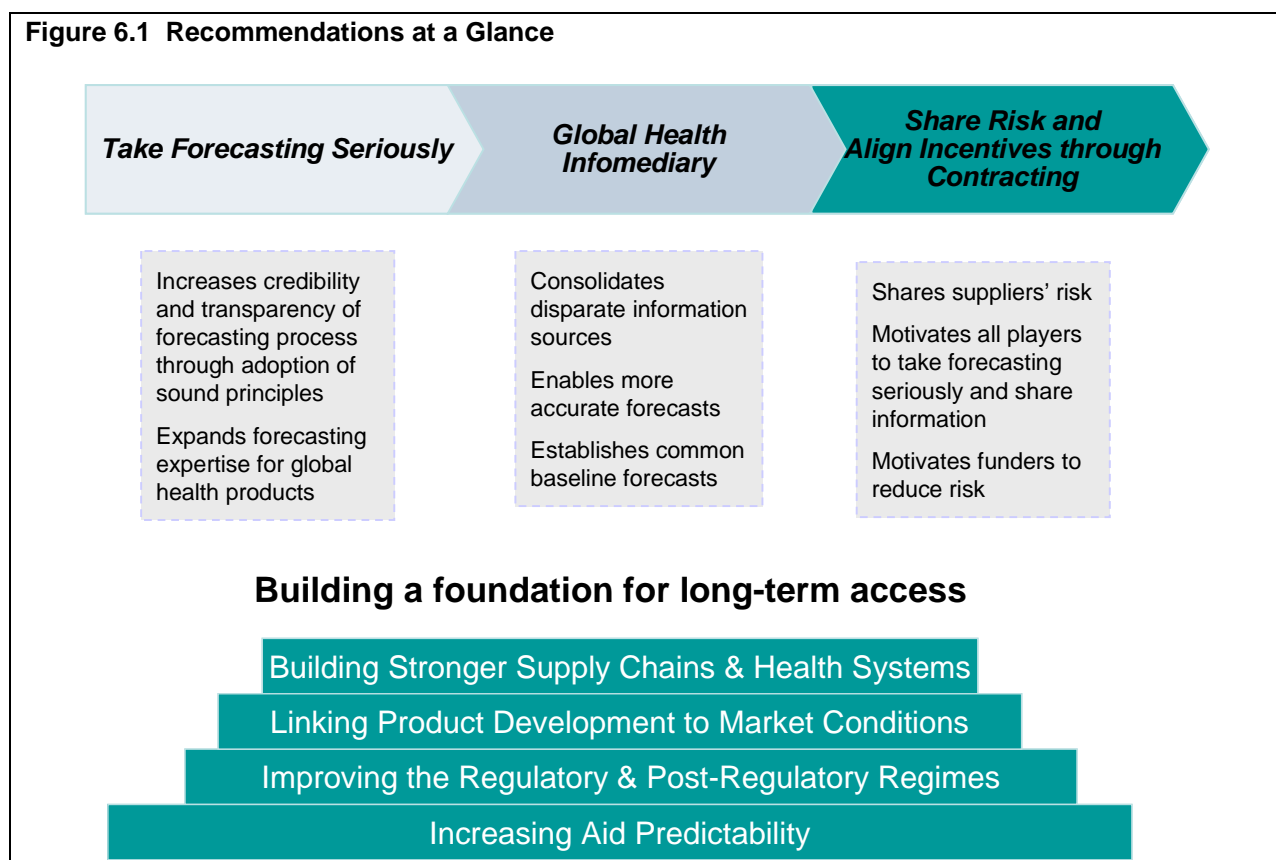 Figure 6.1 Recommendations at a Glance
Take Forecasting Seriously
Global Health
Infomediary
Share Risk and
Align Incentives through
Contracting
Increases credibility
and transparency of
forecasting process
through adoption of
sound principles
Expands forecasting
expertise for global
health products
Consolidates
disparate information
sources
Enables more
accurate forecasts
Establishes common
baseline forecasts
Shares suppliers' risk
Motivates all players
to take forecasting
seriously and share
information
Motivates funders to
reduce risk
Building a foundation for long-term access
Building Stronger Supply Chains & Health Systems
Linking Product Development to Market Conditions
Improving the Regulatory & Post-Regulatory Regimes
Increasing Aid Predictability